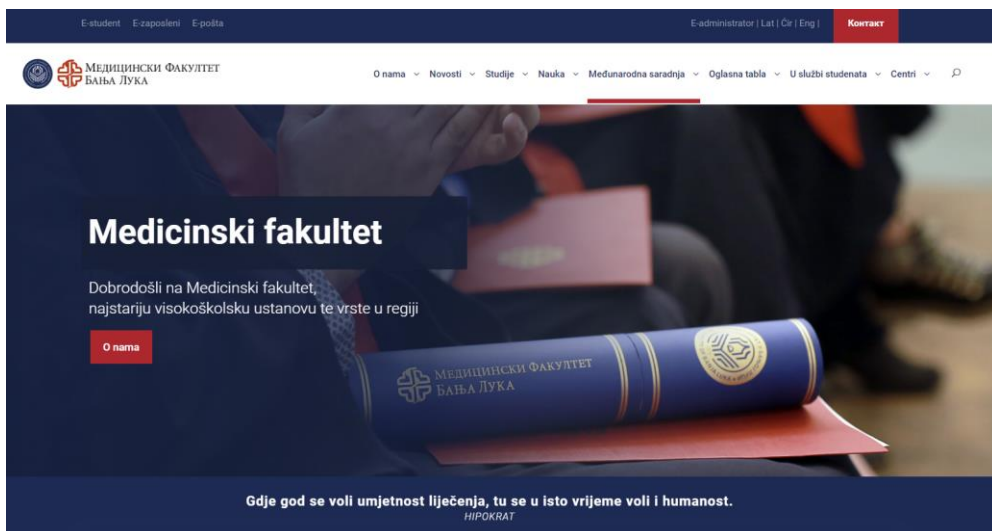 E-student E-zaposleni E-pošta
E-administrator | Lat | Ćir | Eng |
Контакт
Медицински Факултет
Бања Лука
O nama Novosti Studije Nauka Međunarodna saradnja Oglasna tabla U službi studenata Centri
Medicinski fakultet
Dobrodošli na Medicinski fakultet,
najstariju visokoškolsku ustanovu te vrste u regiji
O nama
Медицински Факултет
Бања Лука
Gdje god se voli umjetnost liječenja, tu se u isto vrijeme voli i humanost.
HIPOKRAT